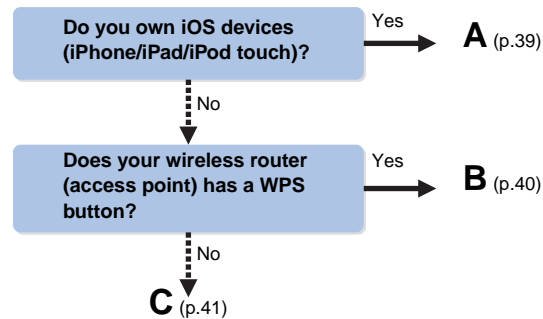 Do you own iOS devices
(iPhone/iPad/iPod touch)?
Yes
A (p.39)
No
Does your wireless router
(access point) has a WPS
button?
Yes
B (p.40)
No
C (p.41)